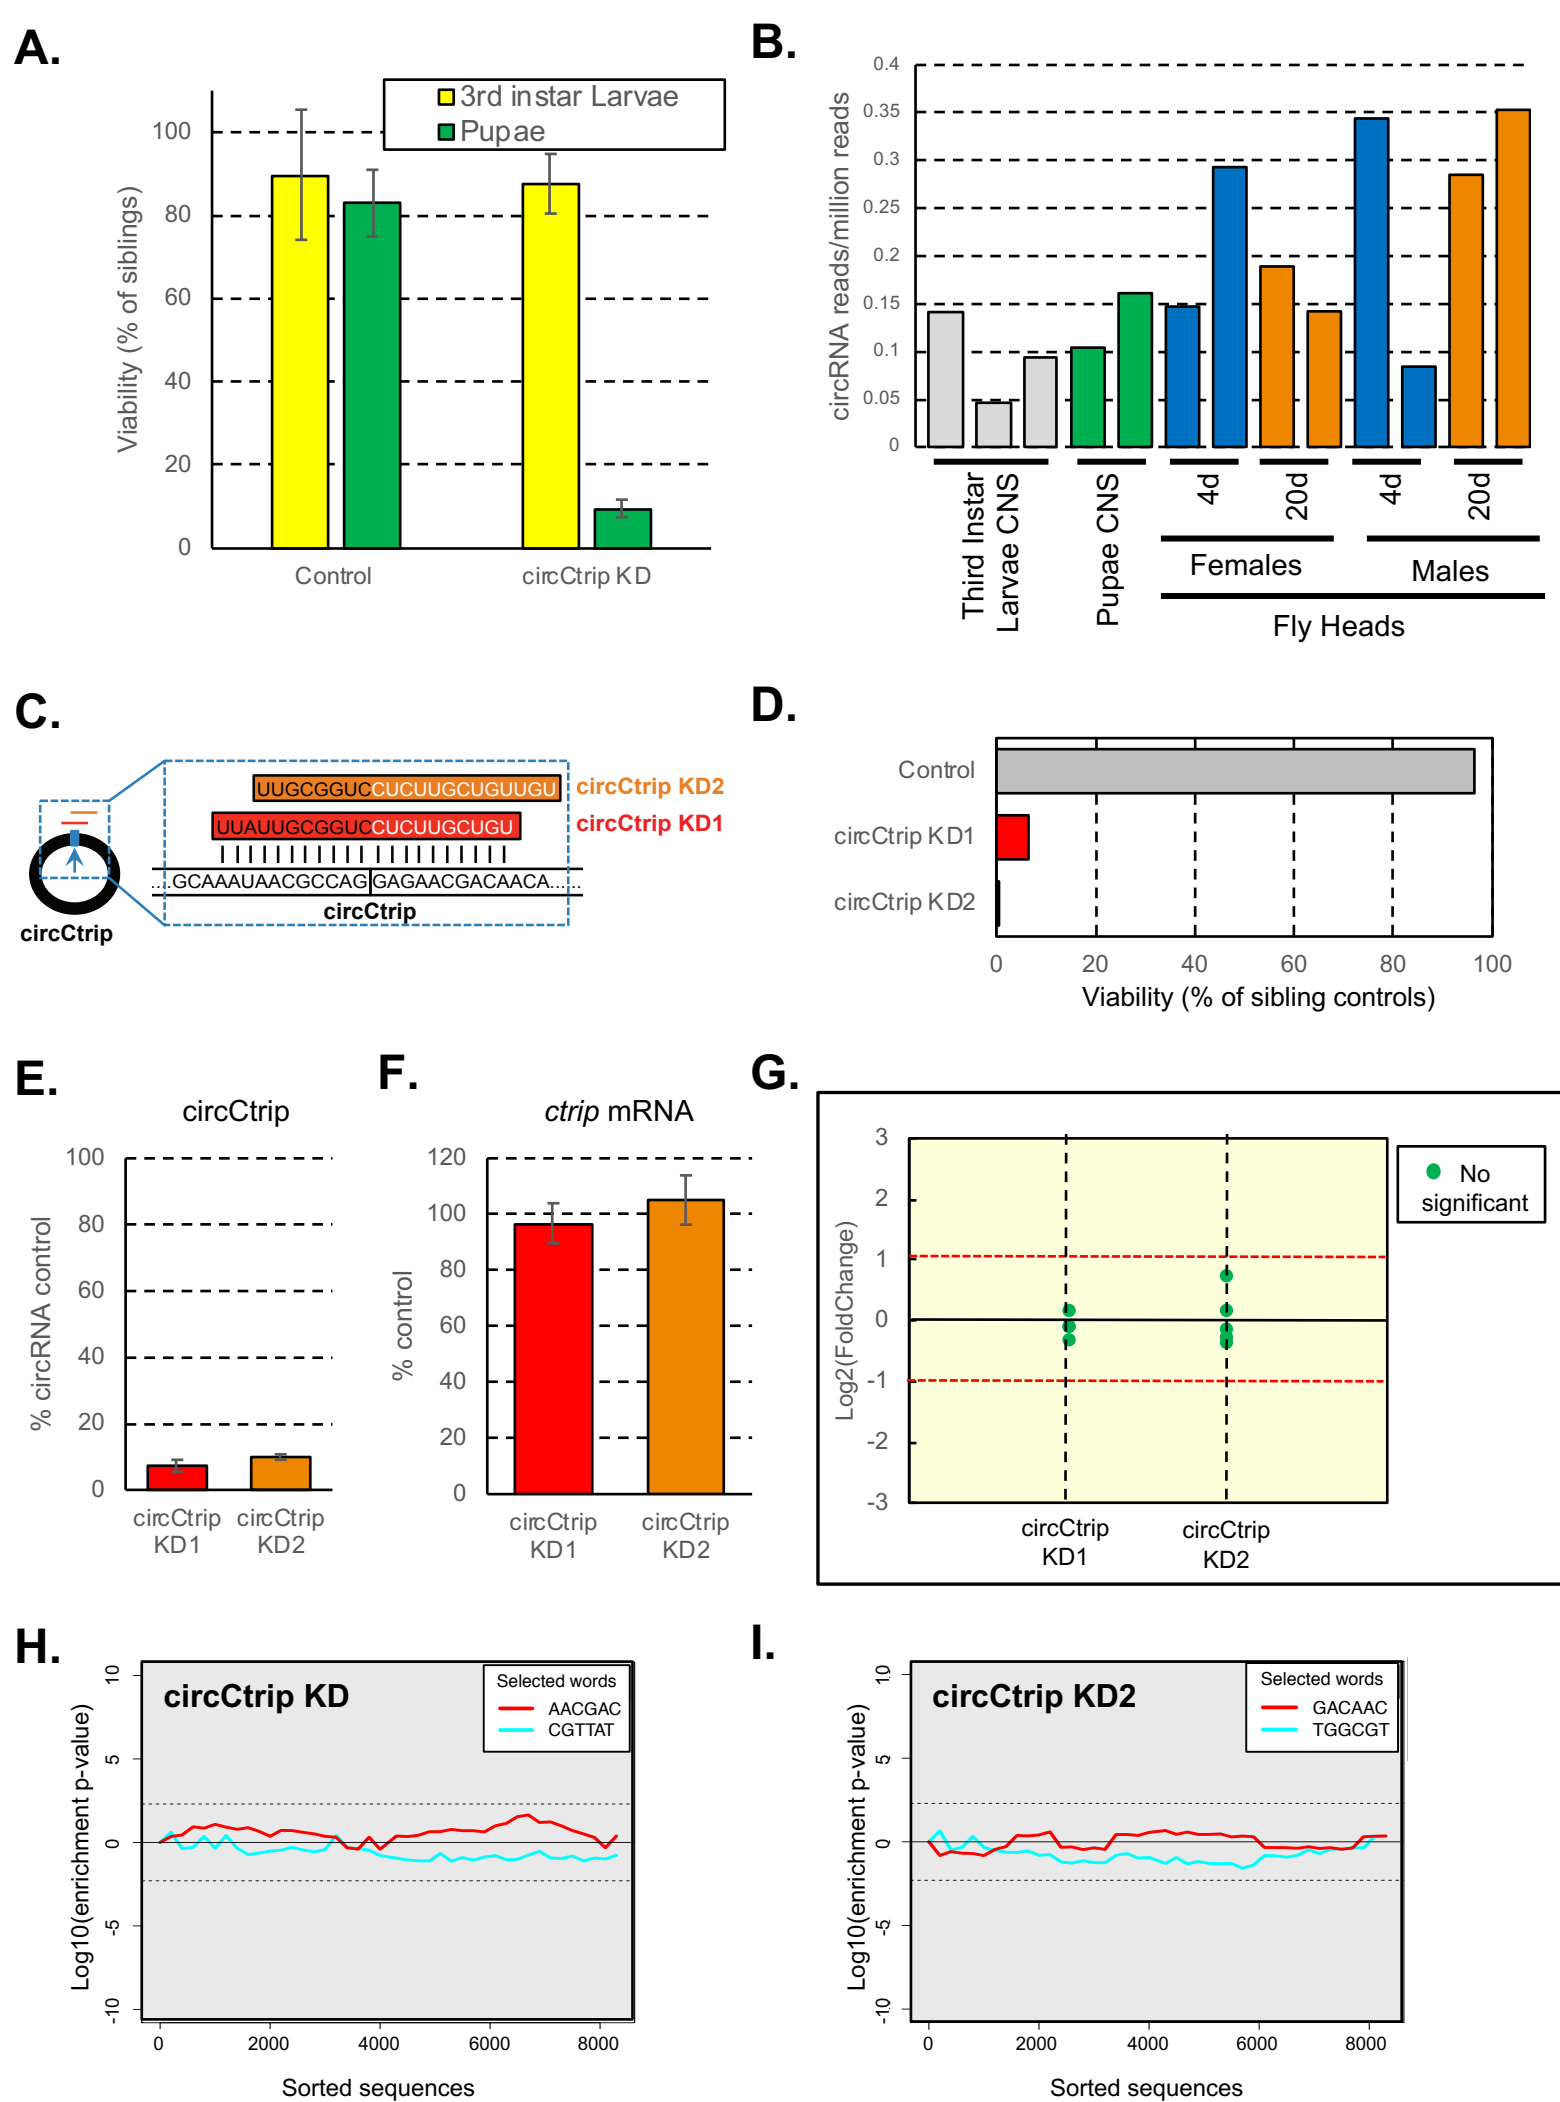 A.
3rd instar Larvae
Pupae
Viability (% of siblings)
100
80
60
40
20
0
Control
circCtrip KD
B.
circRNA reads/million reads
0.4
0.35
0.3
0.25
0.2
0.15
0.1
0.05
0
Third Instar
Larvae CNS
Pupae CNS
4d
20d
4d
20d
Females
Males
Fly Heads
C.
UUGCGGUCCUCUUGCUGUUGU
circCtrip KD2
UUAUUGCGGUCCUCUUGCUGU
circCtrip KD1
....GCAAAUAACGCCAGGAGAACGACAACA......
circCtrip
circCtrip
D.
Control
circCtrip KD1
circCtrip KD2
0 20 40 60 80 100
Viability (% of sibling controls)
E.
circCtrip
% circRNA control
100
80
60
40
20
0
circCtrip circCtrip
KD1 KD2
F.
ctrip mRNA
% control
120
100
80
60
40
20
0
circCtrip circCtrip
KD1 KD2
G.
Log2(FoldChange)
3
2
1
0
-1
-2
-3
No
significant
circCtrip circCtrip
KD1 KD2
H.
circCtrip KD
Selected words
AACGAC
CGTTAT
Log10(enrichment p-value)
10
5
0
-5
-10
0 2000 4000 6000 8000
Sorted sequences
I.
circCtrip KD2
Selected words
GACAAC
TGGCGT
Log10(enrichment p-value)
10
5
0
-5
-10
0 2000 4000 6000 8000
Sorted sequences